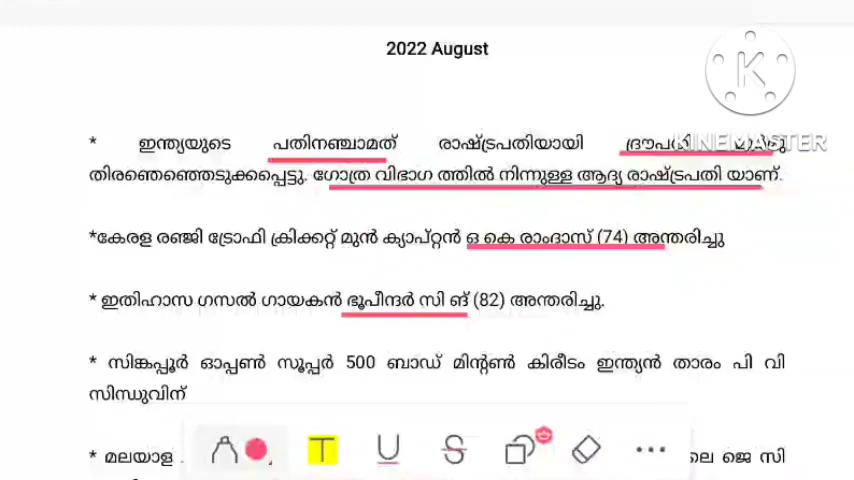 2022 August
* ഇന്ത്യയുടെ പതിനഞ്ചാമത് രാഷ്ട്രപതിയായി
തിരഞെഞ്ഞെടുക്കപ്പെട്ടു. ഗോത്ര വിഭാഗ ത്തിൽ നിന്നുള്ള ആദ്യ രാഷ്ട്രപതി യാണ്.
*കേരള രഞ്ജി ട്രോഫി ക്രിക്കറ്റ് മുൻ ക്യാപ്റ്റൻ ഒ കെ രാംദാസ് (74) അന്തരിച്ചു
* ഇതിഹാസ ഗസൽ ഗായകൻ ഭൂപീന്ദർ സി ങ് (82) അന്തരിച്ചു.
* സിങ്കപ്പൂർ ഓപ്പൺ സൂപ്പർ 500 ബാഡ് മിന്റൺ കിരീടം ഇന്ത്യൻ താരം പി വി
സിന്ധുവിന്
* മലയാള ജെ സി
KINEMASTER